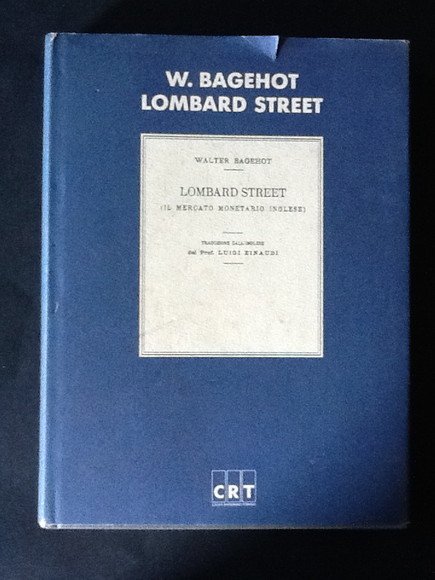 W. BAGEHOT
LOMBARD STREET
WALTER BAGEHOT
LOMBARD STREET
(IL MERCATO MONETARIO INGLESE)
TRADUZIONE DALL'INGLESE
del Prof. LUIGI EINAUDI
CRT